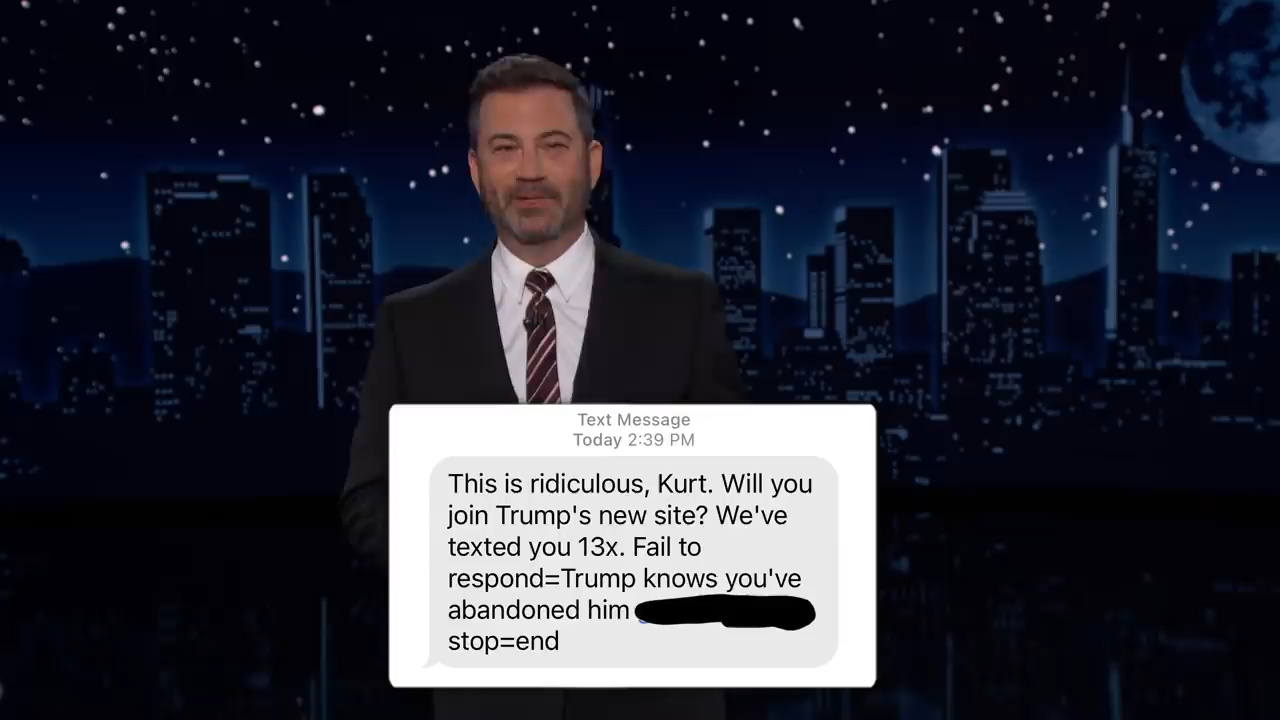 Text Message
Today 2:39 PM
This is ridiculous, Kurt. Will you
join Trump's new site? We've
texted you 13x. Fail to
respond=Trump knows you've
abandoned him
stop=end